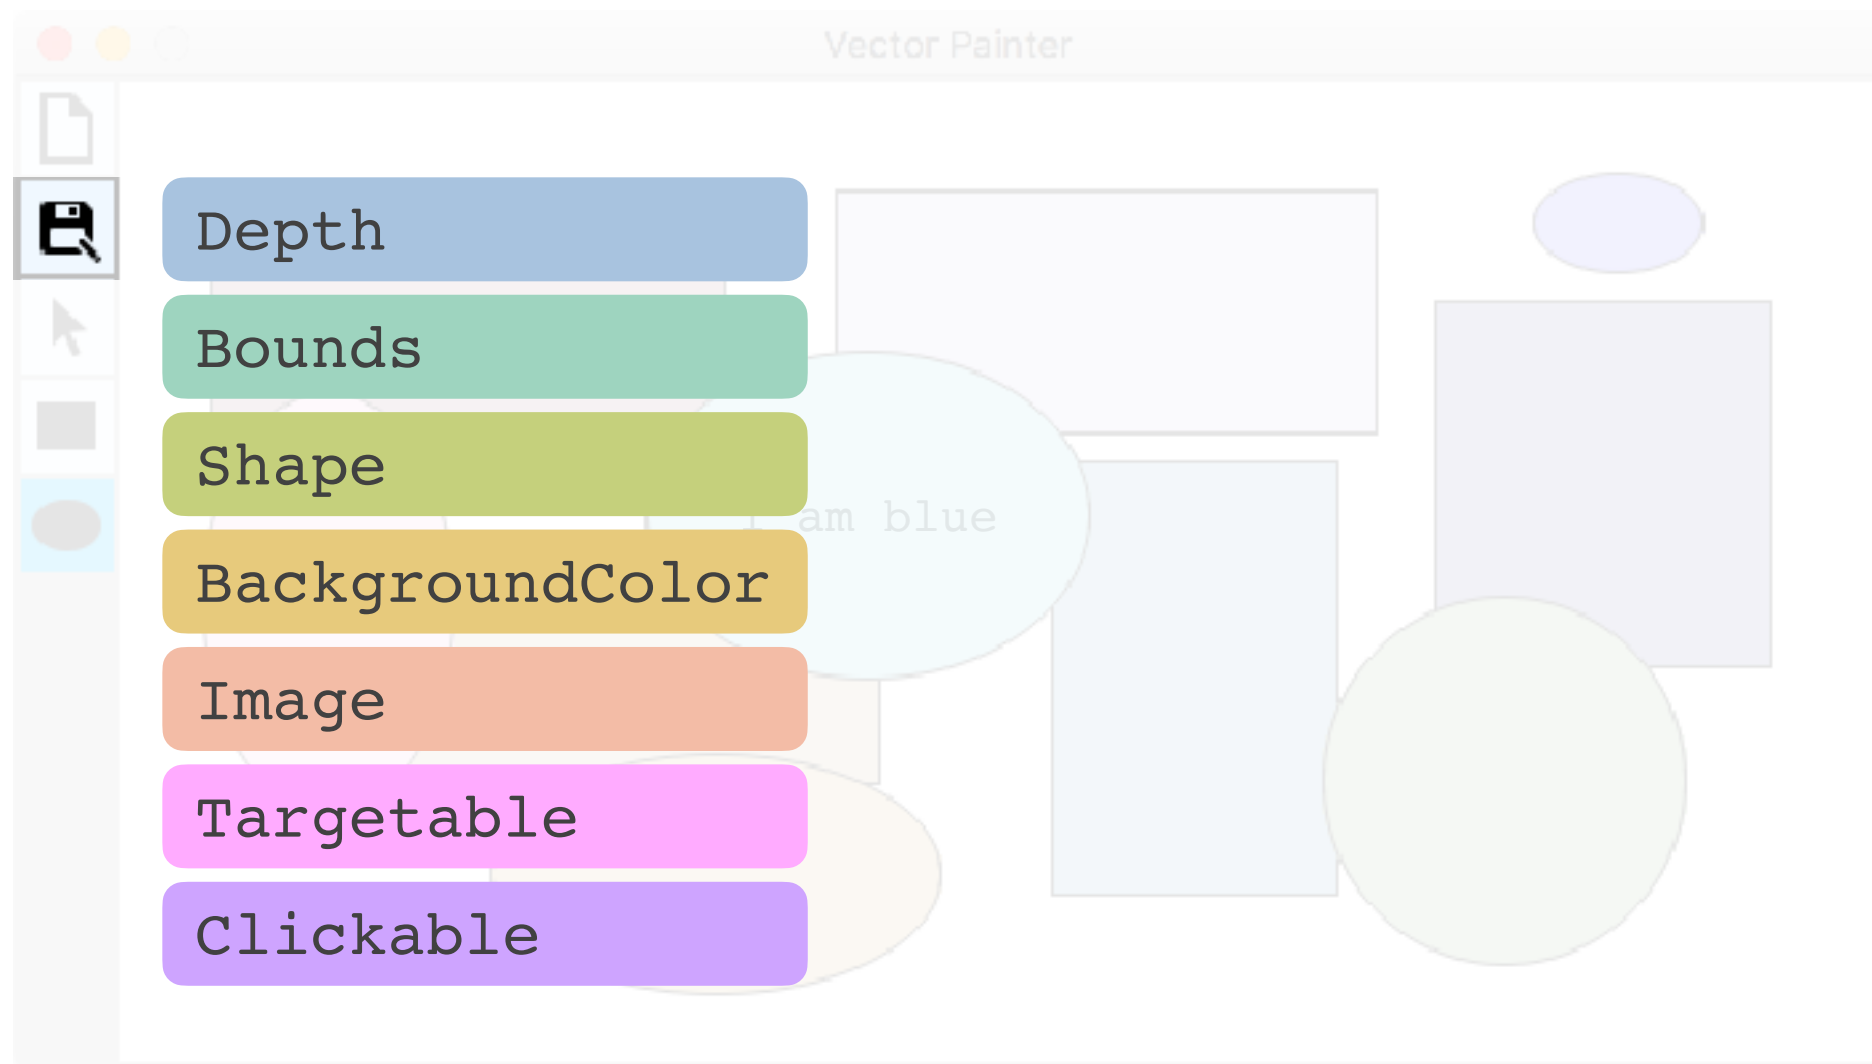 Vector Painter
Depth
Bounds
Shape
I am blue
BackgroundColor
Image
Targetable
Clickable